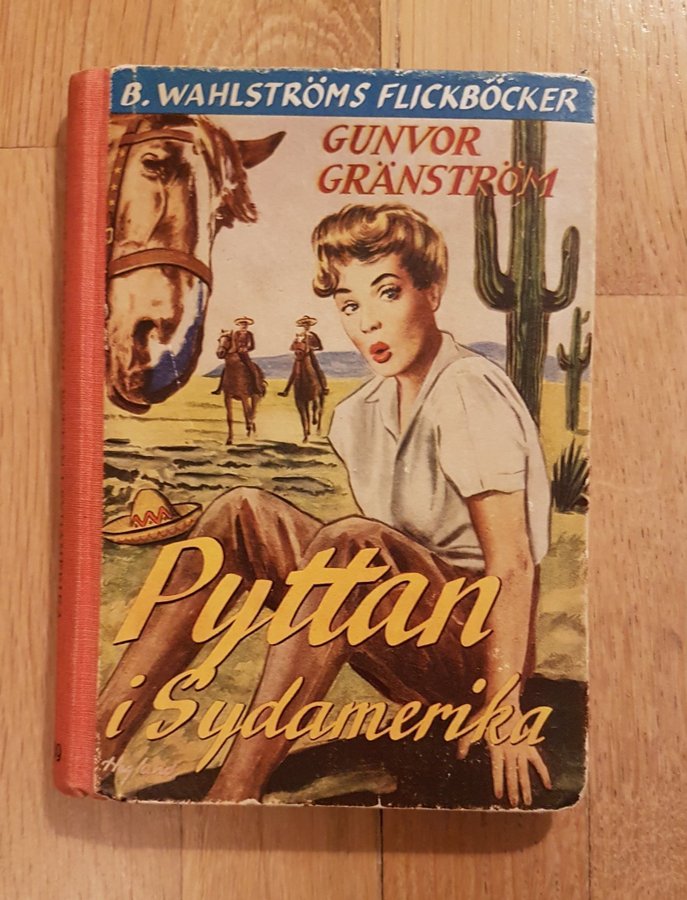 B. WAHLSTRÖMS FLICKBÖCKER
GUNVOR
GRÄNSTRÖM
Pyttan
i Sydamerika